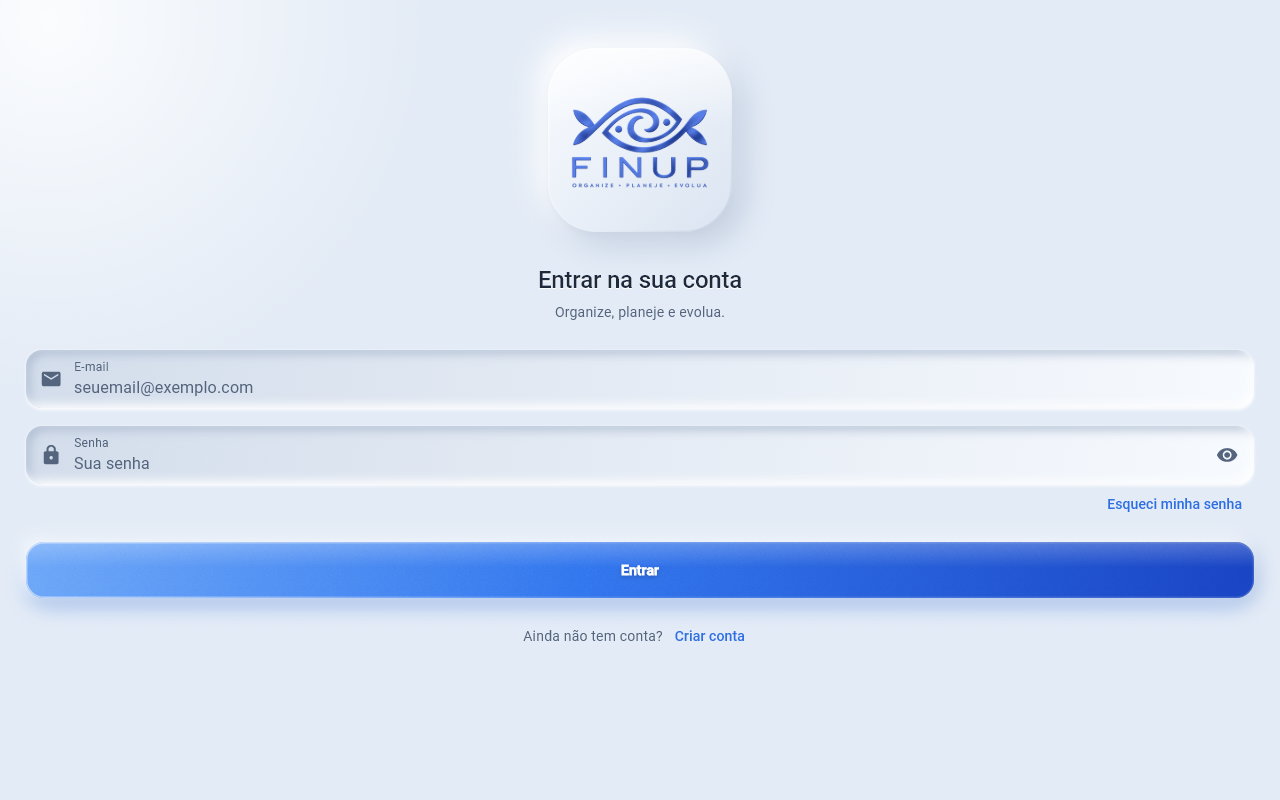 FINUP
ORGANIZE • PLANEJE • EVOLUA
Entrar na sua conta
Organize, planeje e evolua.
E-mail
seuemail@exemplo.com
Senha
Sua senha
Esqueci minha senha
Entrar
Ainda não tem conta? Criar conta